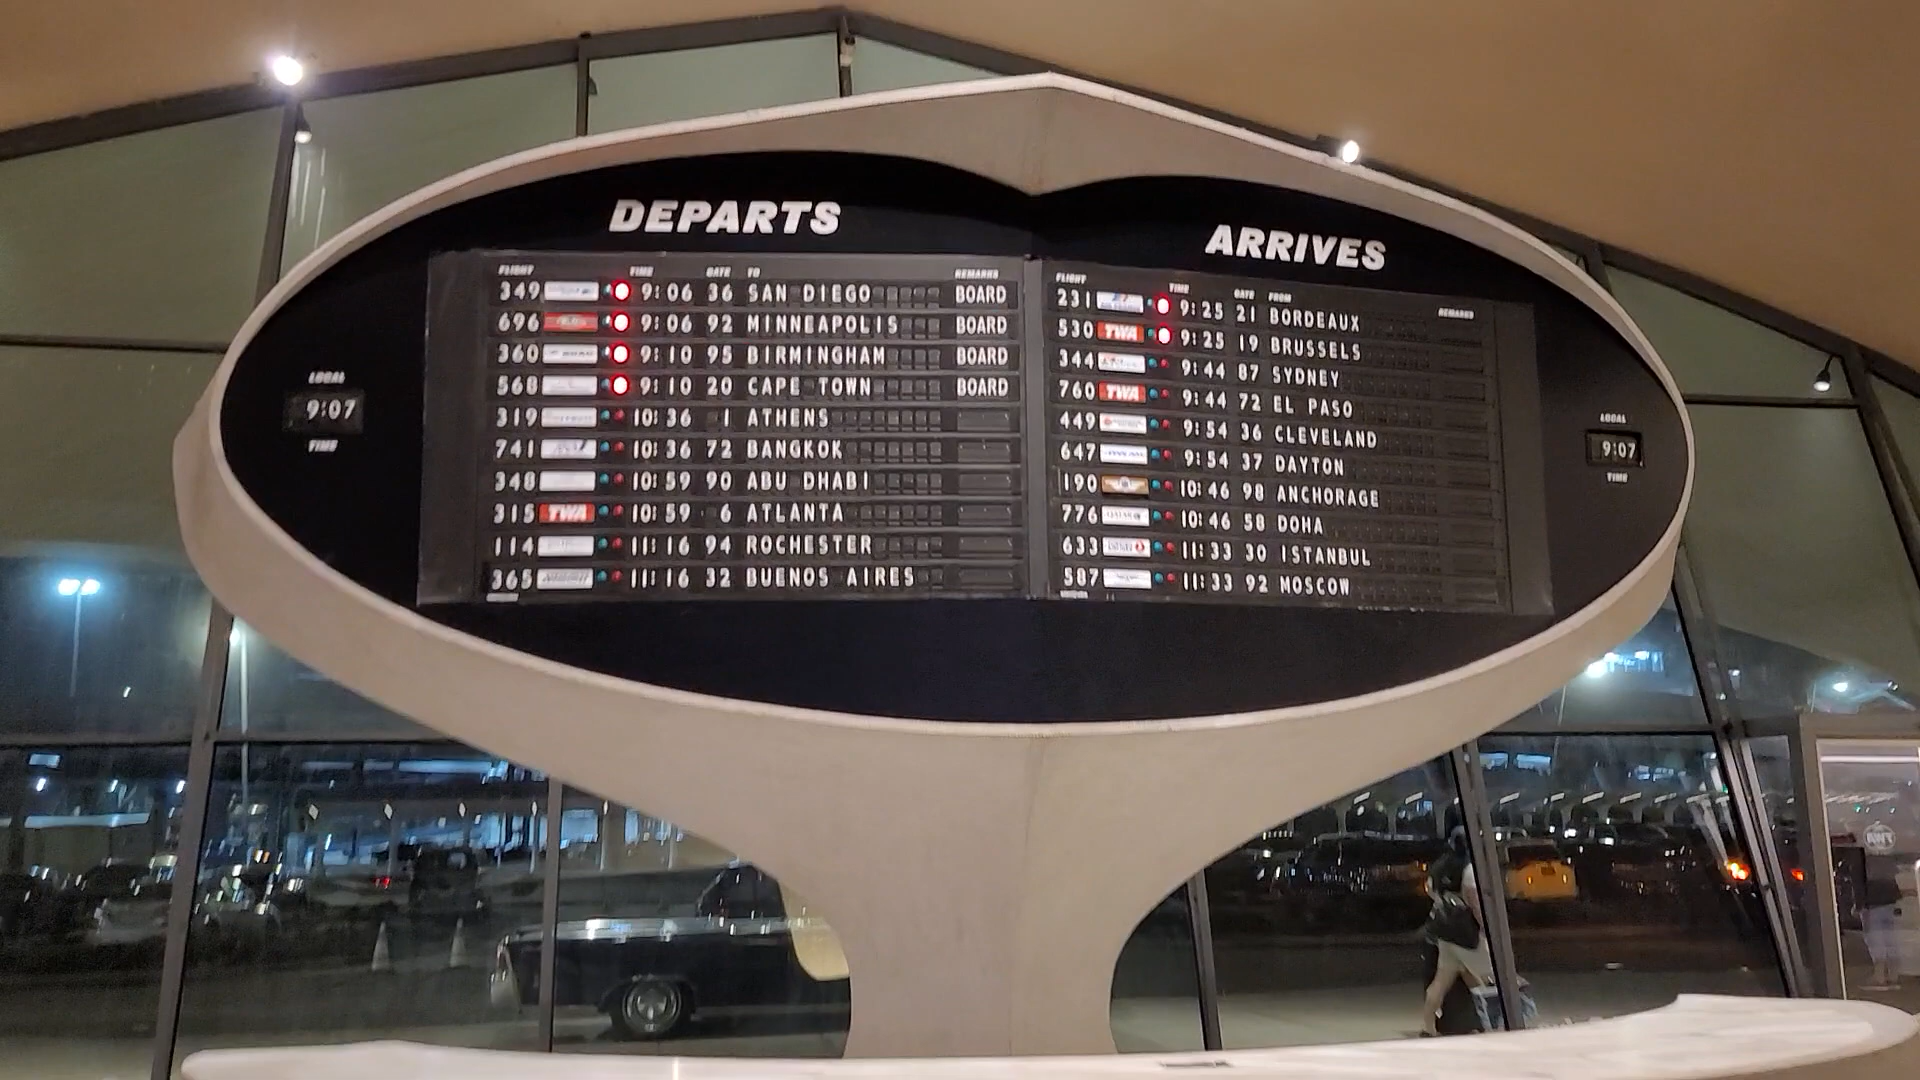 DEPARTS
FLIGHT TIME GATE TO REMARKS
349 9:06 36 SAN DIEGO BOARD
696 9:06 92 MINNEAPOLIS BOARD
360 9:10 95 BIRMINGHAM BOARD
568 9:10 20 CAPE TOWN BOARD
319 10:36 1 ATHENS
741 10:36 72 BANGKOK
348 10:59 90 ABU DHABI
315 TWA 10:59 6 ATLANTA
114 11:16 94 ROCHESTER
365 11:16 32 BUENOS AIRES
ARRIVES
FLIGHT TIME GATE FROM REMARKS
231 9:25 21 BORDEAUX
530 TWA 9:25 19 BRUSSELS
344 9:44 87 SYDNEY
760 TWA 9:44 72 EL PASO
449 9:54 36 CLEVELAND
647 9:54 37 DAYTON
190 10:46 98 ANCHORAGE
776 10:46 58 DOHA
633 11:33 30 ISTANBUL
587 11:33 92 MOSCOW
LOCAL
9:07
TIME
LOCAL
9:07
TIME